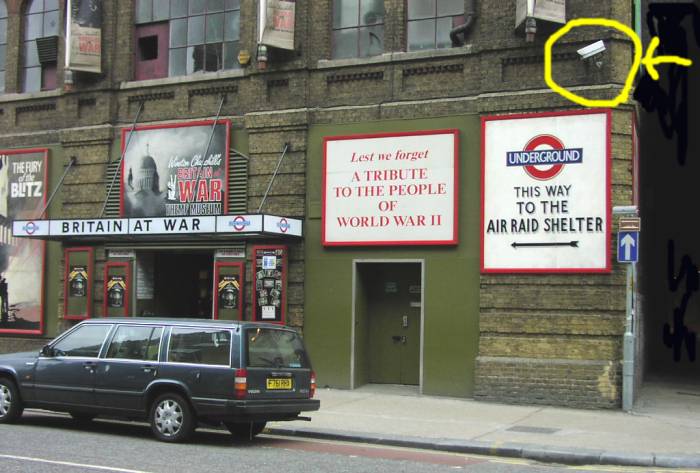 THE FURY
of the
BLITZ
Winston Churchill's
BRITAIN at
WAR
THEME MUSEUM
BRITAIN AT WAR
Lest we forget
A TRIBUTE
TO THE PEOPLE
OF
WORLD WAR II
UNDERGROUND
THIS WAY
TO THE
AIR RAID SHELTER